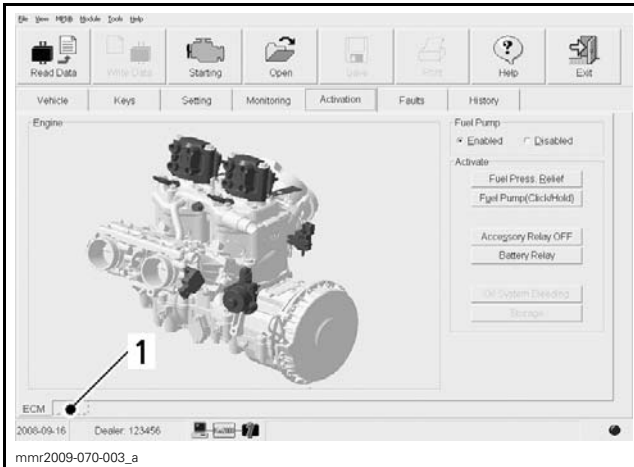 File View MPEM Module Tools Help
Read Data Write Data Starting Open Save Print Help Exit
Vehicle Keys Setting Monitoring Activation Faults History
Engine
Fuel Pump
Enabled Disabled
Activate
Fuel Press. Relief
Fuel Pump(Click/Hold)
Accessory Relay OFF
Battery Relay
Oil System Bleeding
Storage
1
ECM
2008-09-16 Dealer: 123456
mmr2009-070-003_a